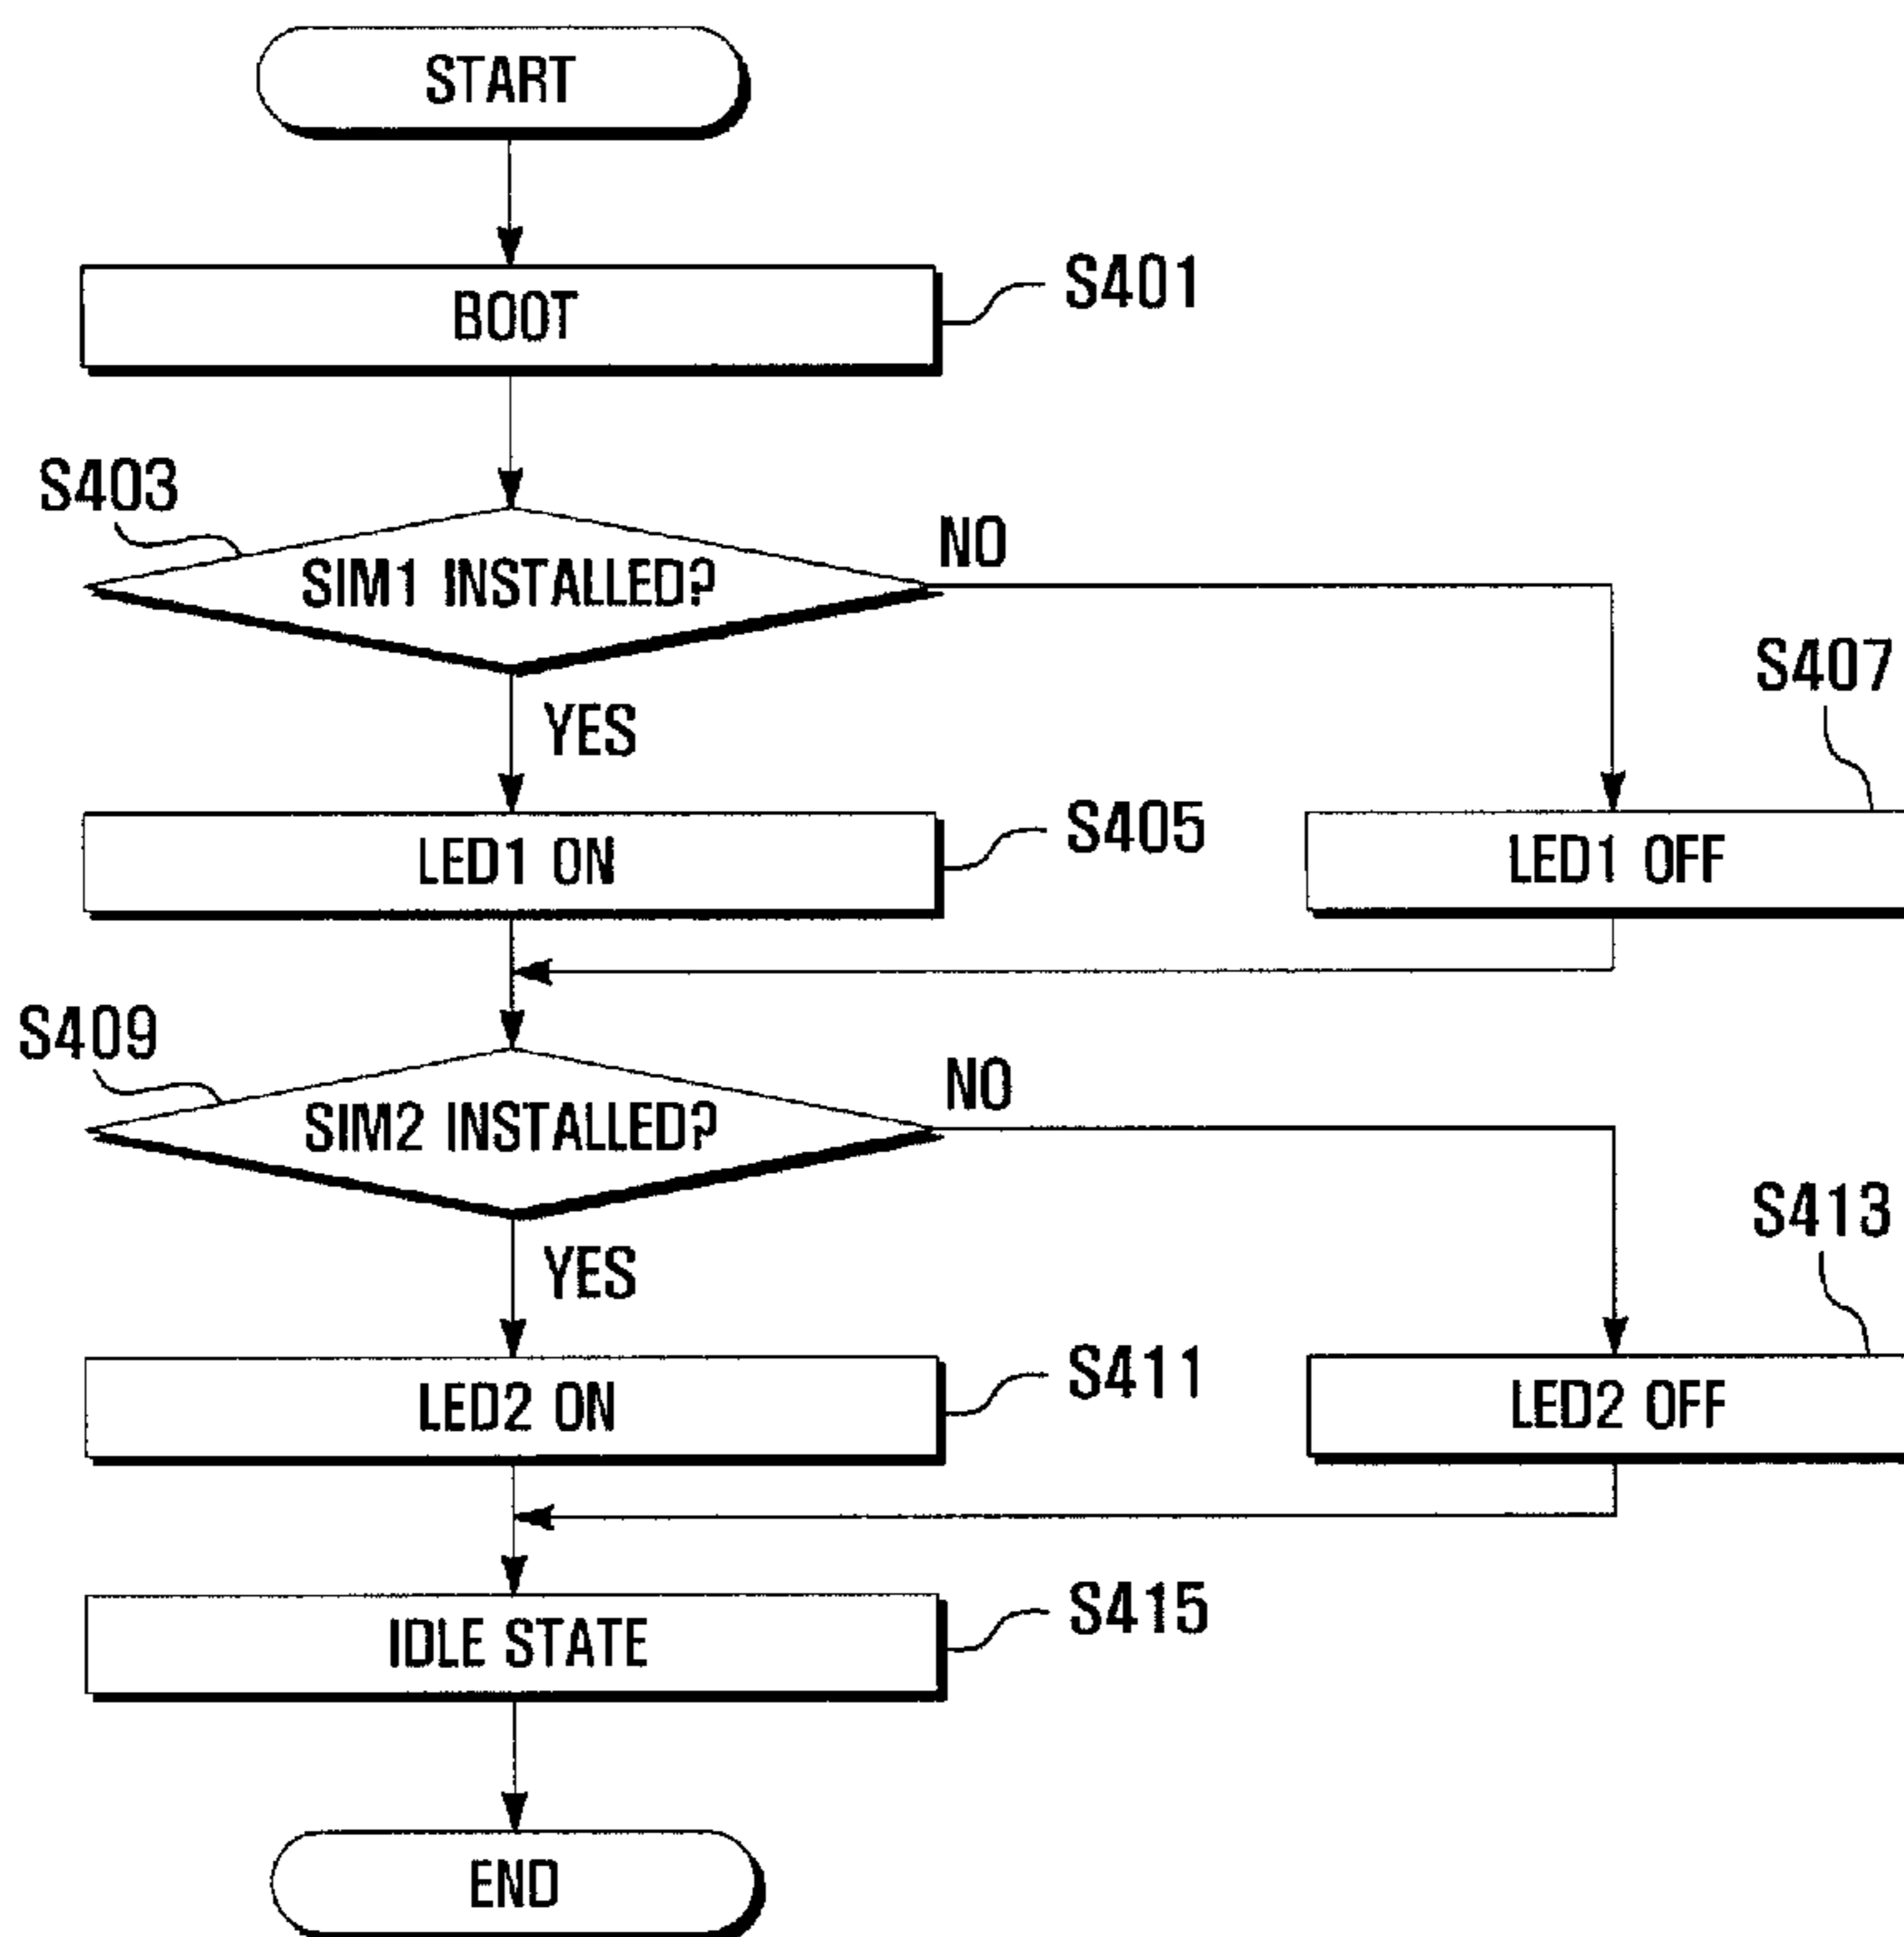 START
BOOT
S401
S403
SIM1 INSTALLED?
NO
YES
S407
LED1 ON
S405
LED1 OFF
S409
SIM2 INSTALLED?
NO
YES
S413
LED2 ON
S411
LED2 OFF
IDLE STATE
S415
END